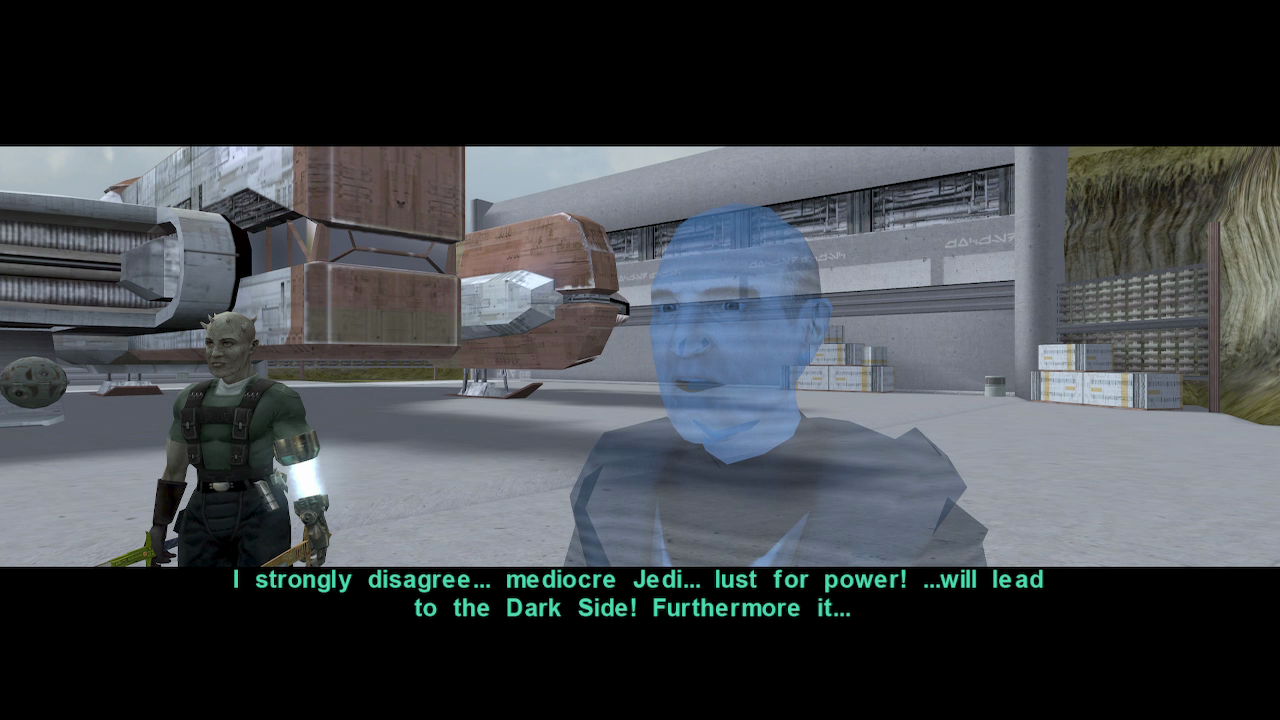 I strongly disagree... mediocre Jedi... lust for power! ...will lead
to the Dark Side! Furthermore it...